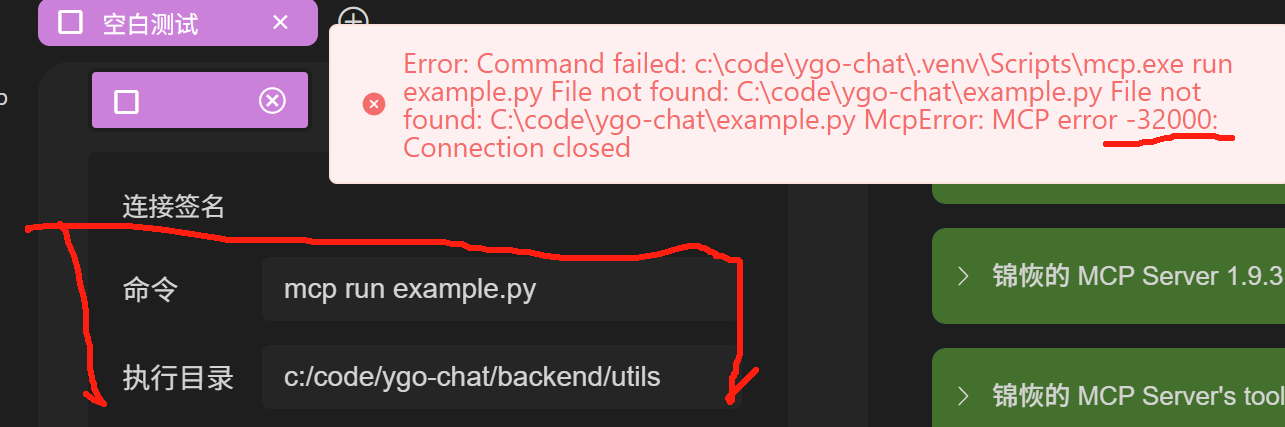 空白测试
Error: Command failed: c:\code\ygo-chat\.venv\Scripts\mcp.exe run
example.py File not found: C:\code\ygo-chat\example.py File not
found: C:\code\ygo-chat\example.py McpError: MCP error -32000:
Connection closed
p
连接签名
命令
mcp run example.py
执行目录
c:/code/ygo-chat/backend/utils
锦恢的 MCP Server 1.9.3
锦恢的 MCP Server's tool